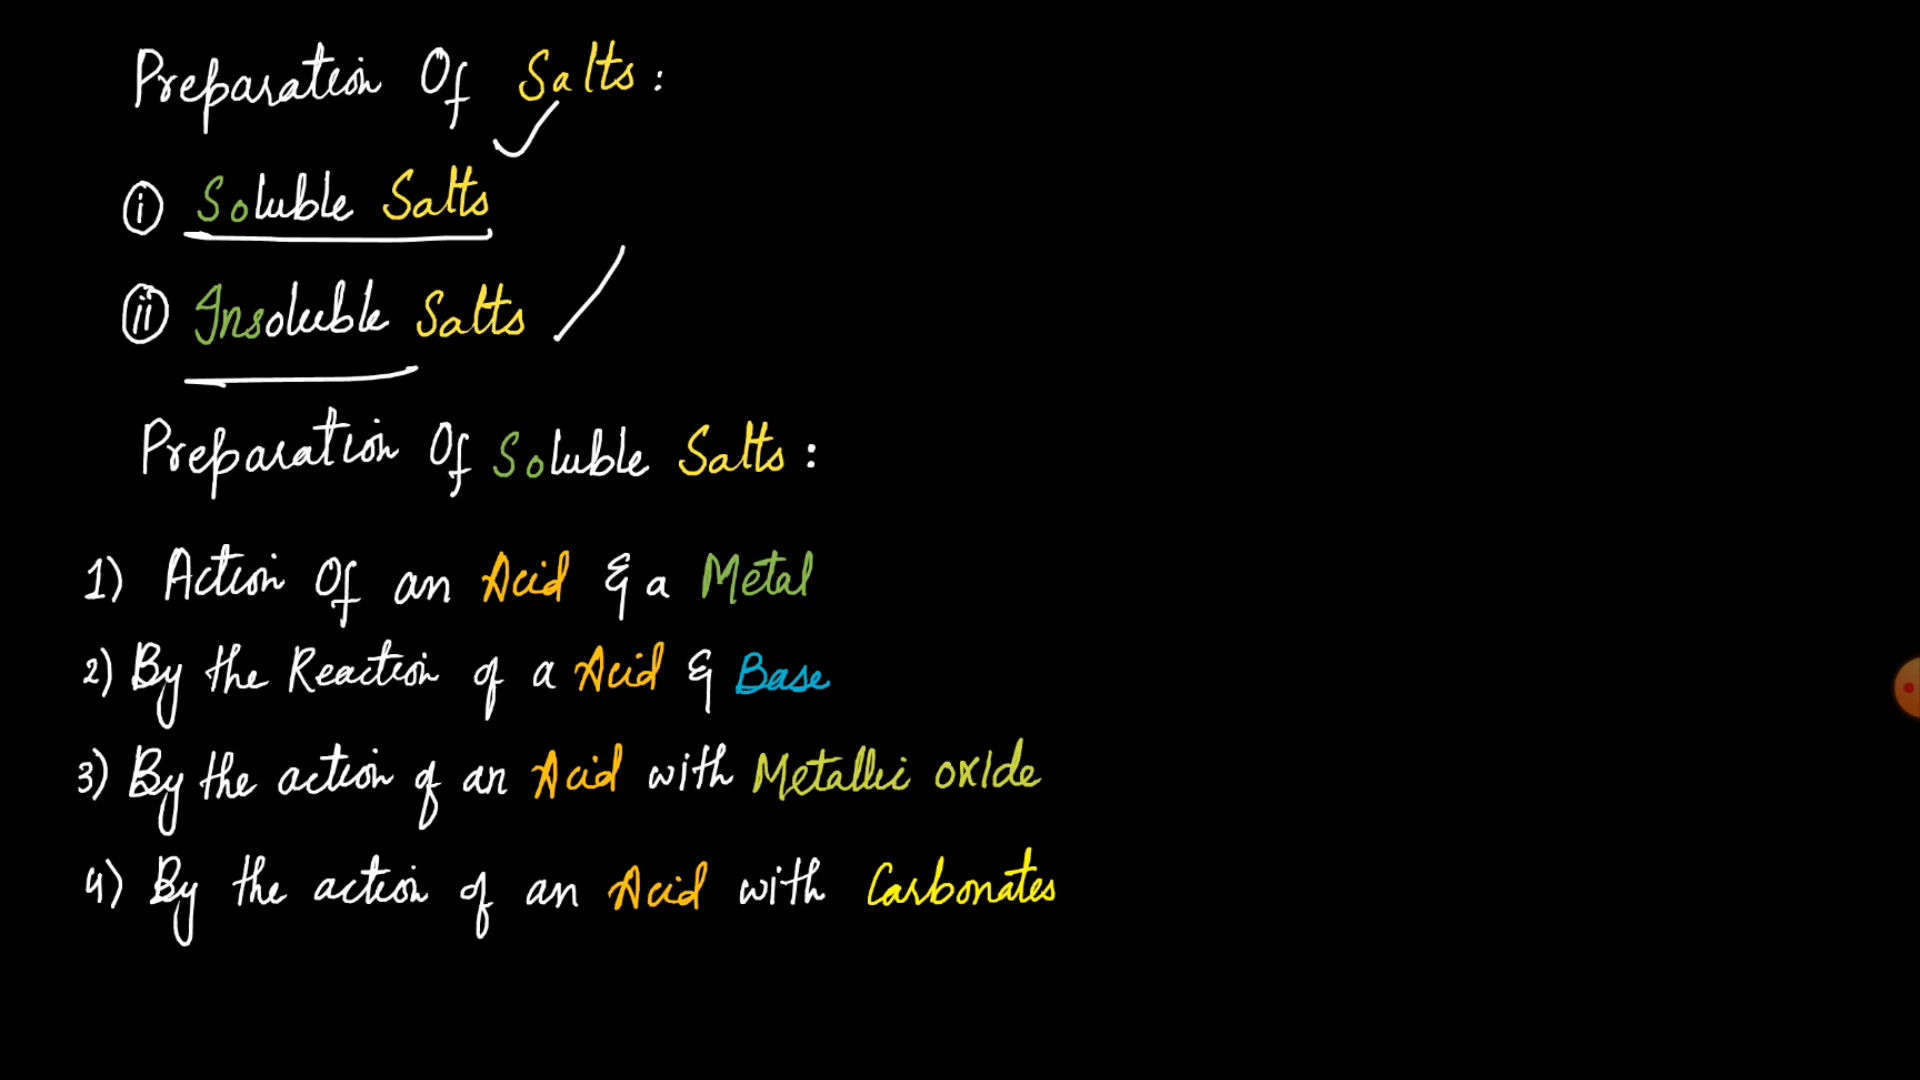 Preparation Of Salts :
(i) Soluble Salts
(ii) Insoluble Salts
Preparation Of Soluble Salts :
1) Action Of an Acid & a Metal
2) By the Reaction of a Acid & Base
3) By the action of an Acid with Metallic oxide
4) By the action of an Acid with Carbonates